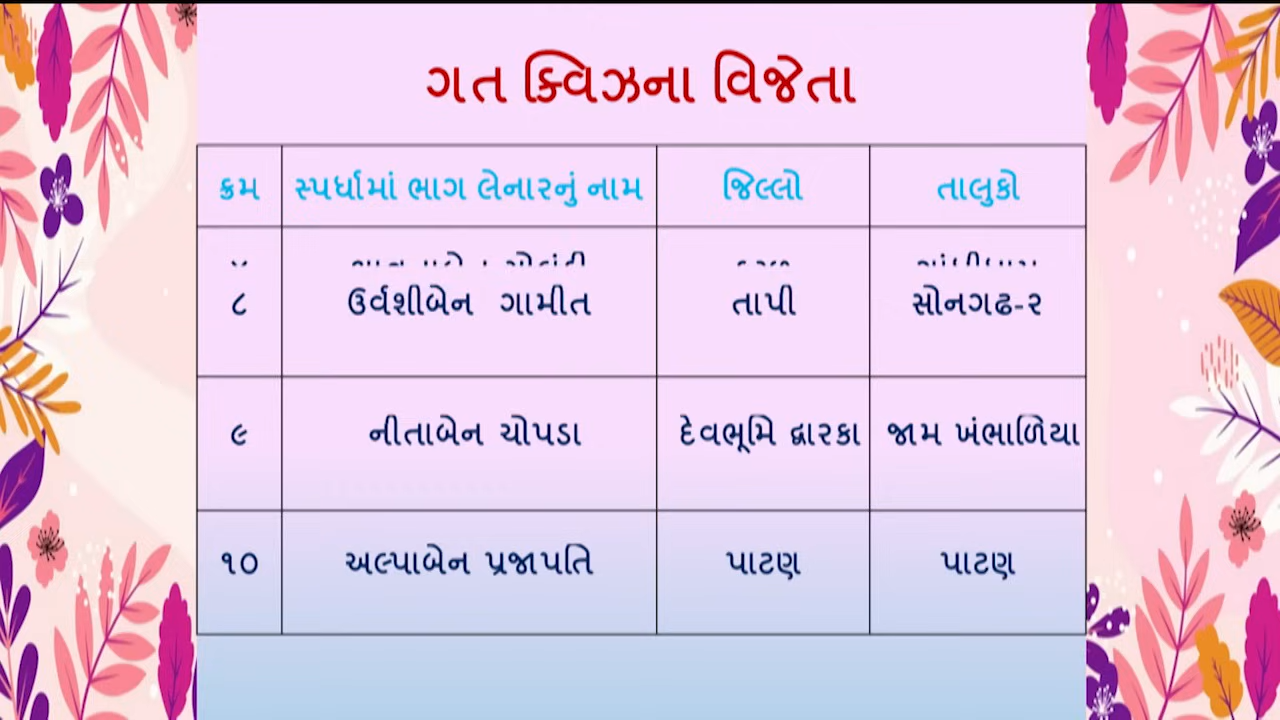 ગત ક્વિઝના વિજેતા
ક્રમ સ્પર્ધામાં ભાગ લેનારનું નામ જિલ્લો તાલુકો
૮ ઉર્વશીબેન ગામીત તાપી સોનગઢ-૨
૯ નીતાબેન ચોપડા દેવભૂમિ દ્વારકા જામ ખંભાળિયા
૧૦ અલ્પાબેન પ્રજાપતિ પાટણ પાટણ